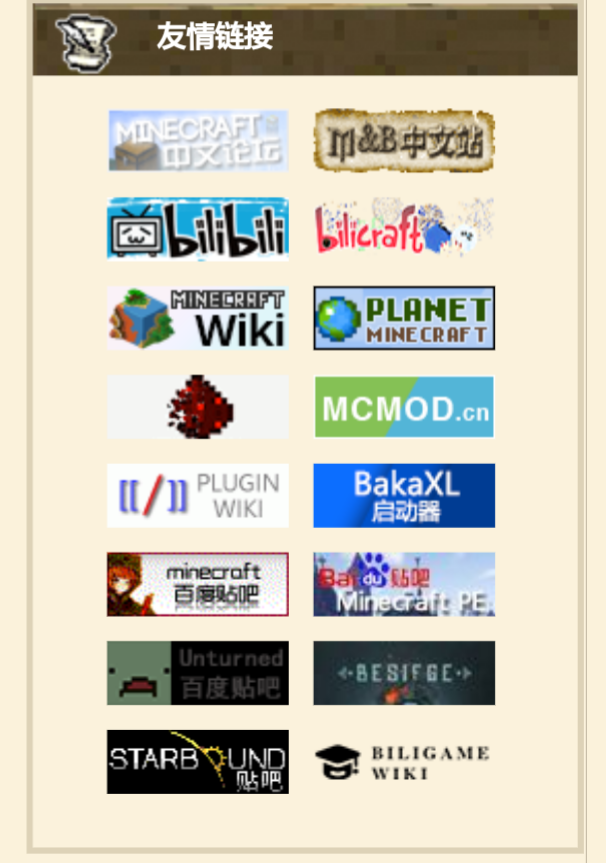 友情链接
MINECRAFT
中文论坛
M&B中文站
bilibili
bilicraft
MINECRAFT
Wiki
PLANET
MINECRAFT
MCMOD.cn
[[/]] PLUGIN
WIKI
BakaXL
启动器
minecraft
百度贴吧
Bai du 贴吧
Minecraft PE
Unturned
百度贴吧
BESIEGE
STARBOUND
贴吧
BILIGAME
WIKI